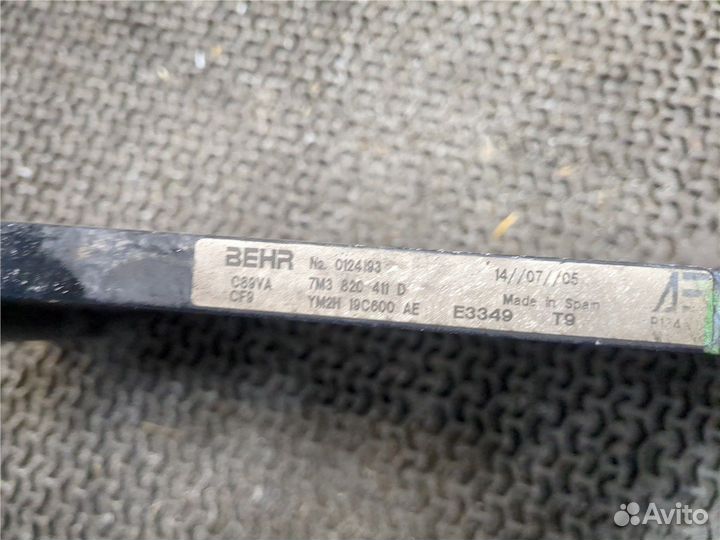 BEHR No. 0124193 14//07//05
C89VA 7M3 820 411 D Made in Spain
CF9 YM2H 19C600 AE E3349 T9
Avito